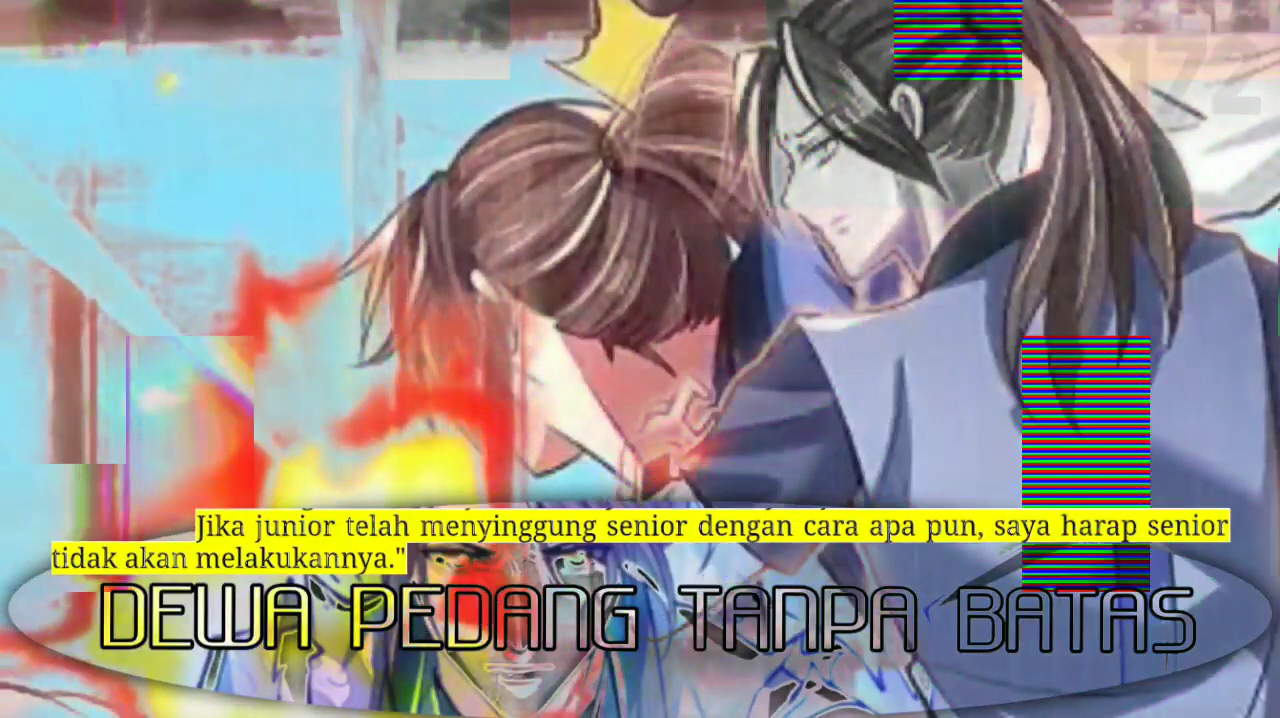 172
Jika junior telah menyinggung senior dengan cara apa pun, saya harap senior
tidak akan melakukannya."
DEWA PEDANG TANPA BATAS